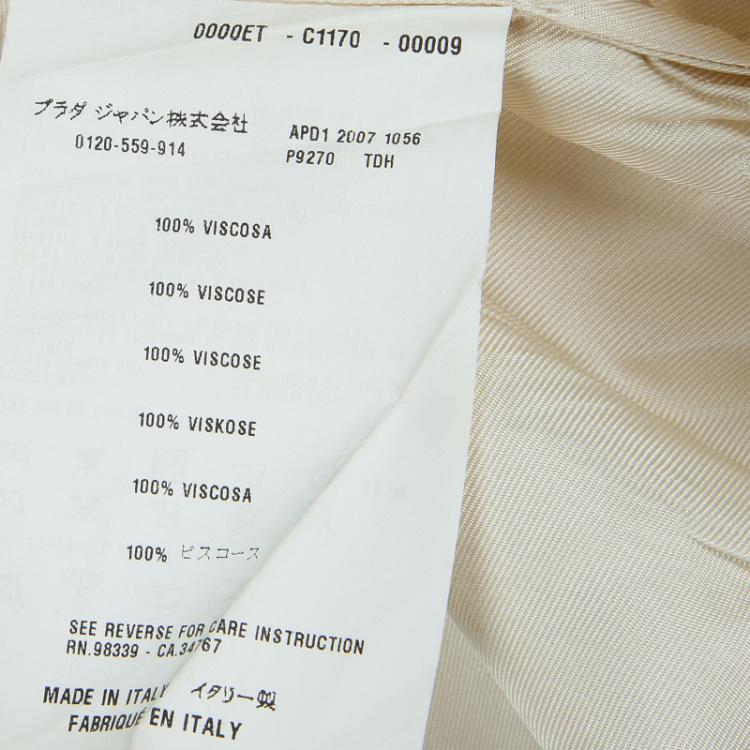 0000ET - C1170 - 00009
プラダ ジャパン株式会社
0120-559-914
APD1 2007 1056
P9270 TDH
100% VISCOSA
100% VISCOSE
100% VISCOSE
100% VISKOSE
100% VISCOSA
100% ビスコース
SEE REVERSE FOR CARE INSTRUCTION
RN.98339 - CA.34767
MADE IN ITALY イタリー製
FABRIQUÉ EN ITALY